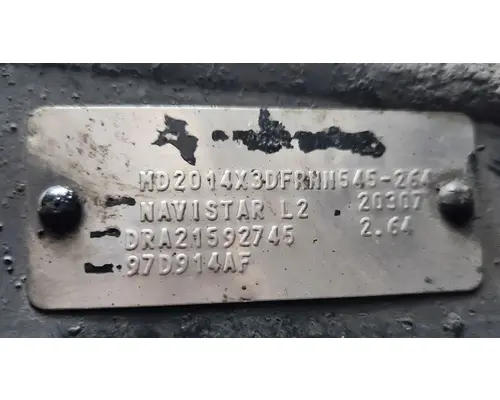 MD2014X3DFRNN545-264
NAVISTAR L2 20307
DRA21592745 2.64
97D914AF